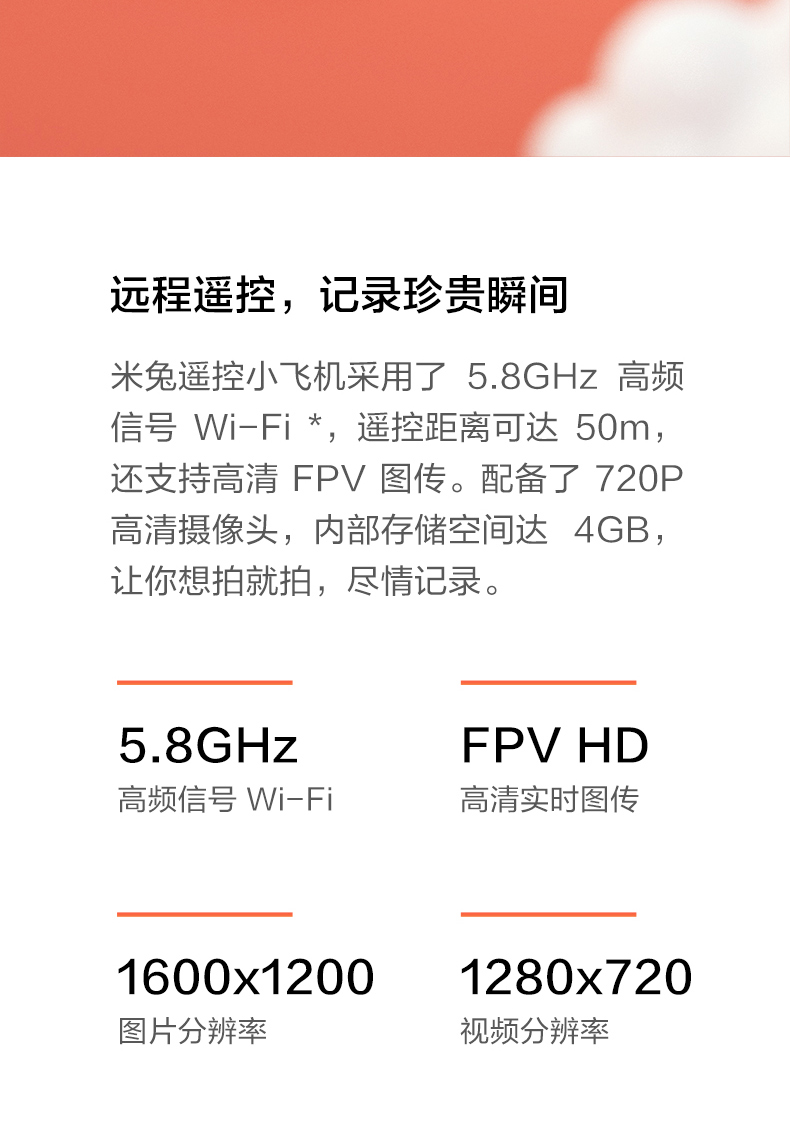 远程遥控，记录珍贵瞬间
米兔遥控小飞机采用了 5.8GHz 高频
信号 Wi-Fi *，遥控距离可达 50m，
还支持高清 FPV 图传。配备了 720P
高清摄像头，内部存储空间达 4GB，
让你想拍就拍，尽情记录。
5.8GHz
高频信号 Wi-Fi
FPV HD
高清实时图传
1600x1200
图片分辨率
1280x720
视频分辨率